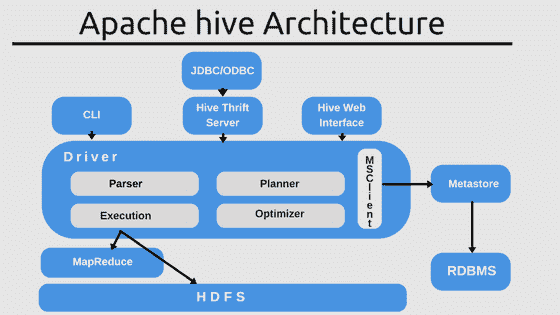 Apache hive Architecture
JDBC/ODBC
CLI
Hive Thrift
Server
Hive Web
Interface
Driver
Parser
Planner
Execution
Optimizer
MSClient
Metastore
MapReduce
HDFS
RDBMS